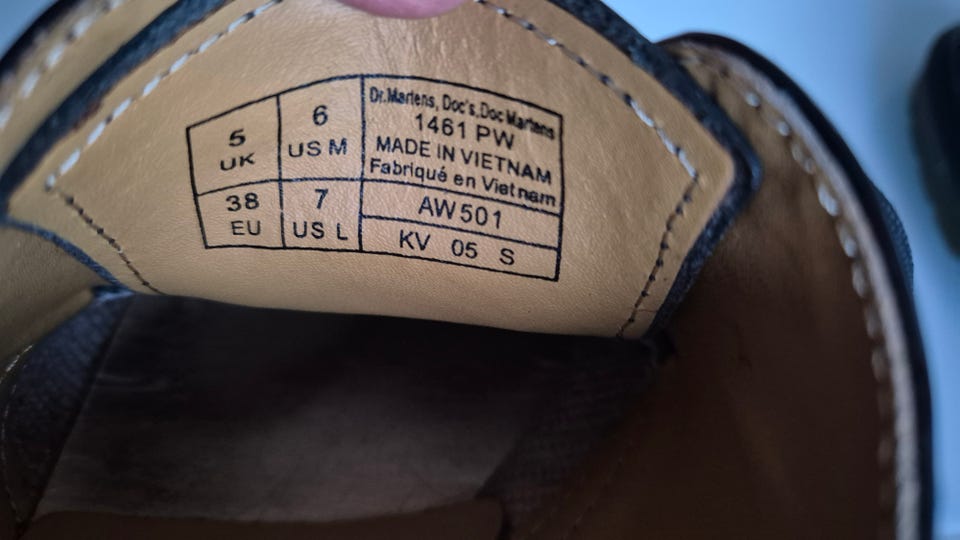 5
UK
6
US M
38
EU
7
US L
Dr.Martens, Doc's, Doc Martens
1461 PW
MADE IN VIETNAM
Fabriqué en Vietnam
AW501
KV 05 S